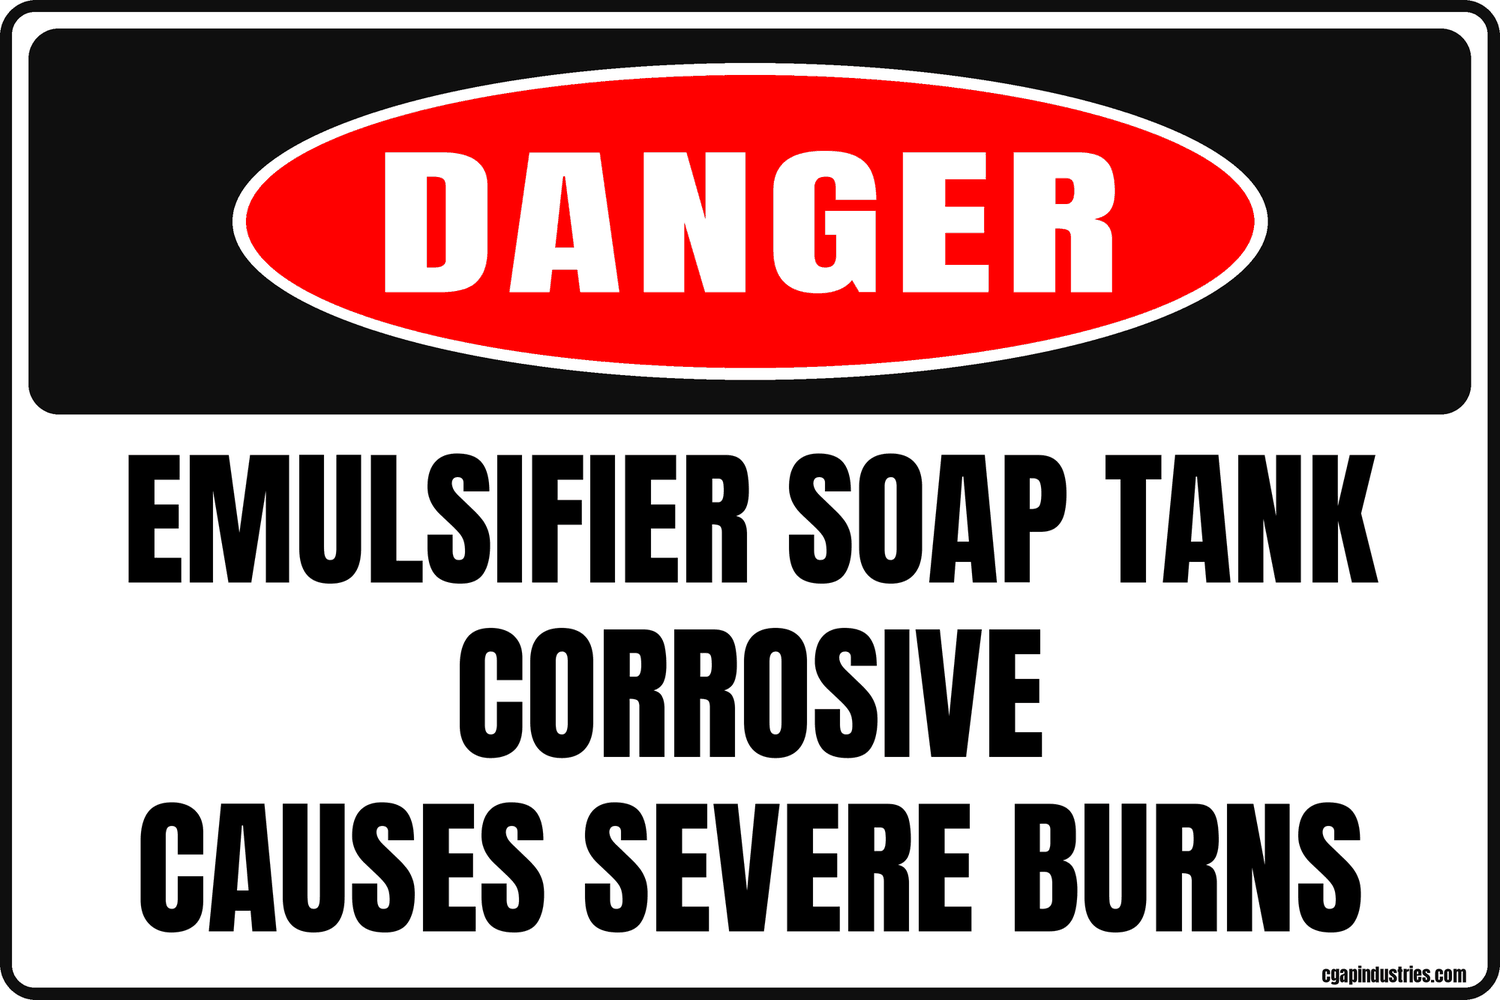 DANGER
EMULSIFIER SOAP TANK
CORROSIVE
CAUSES SEVERE BURNS
cgapindustries.com